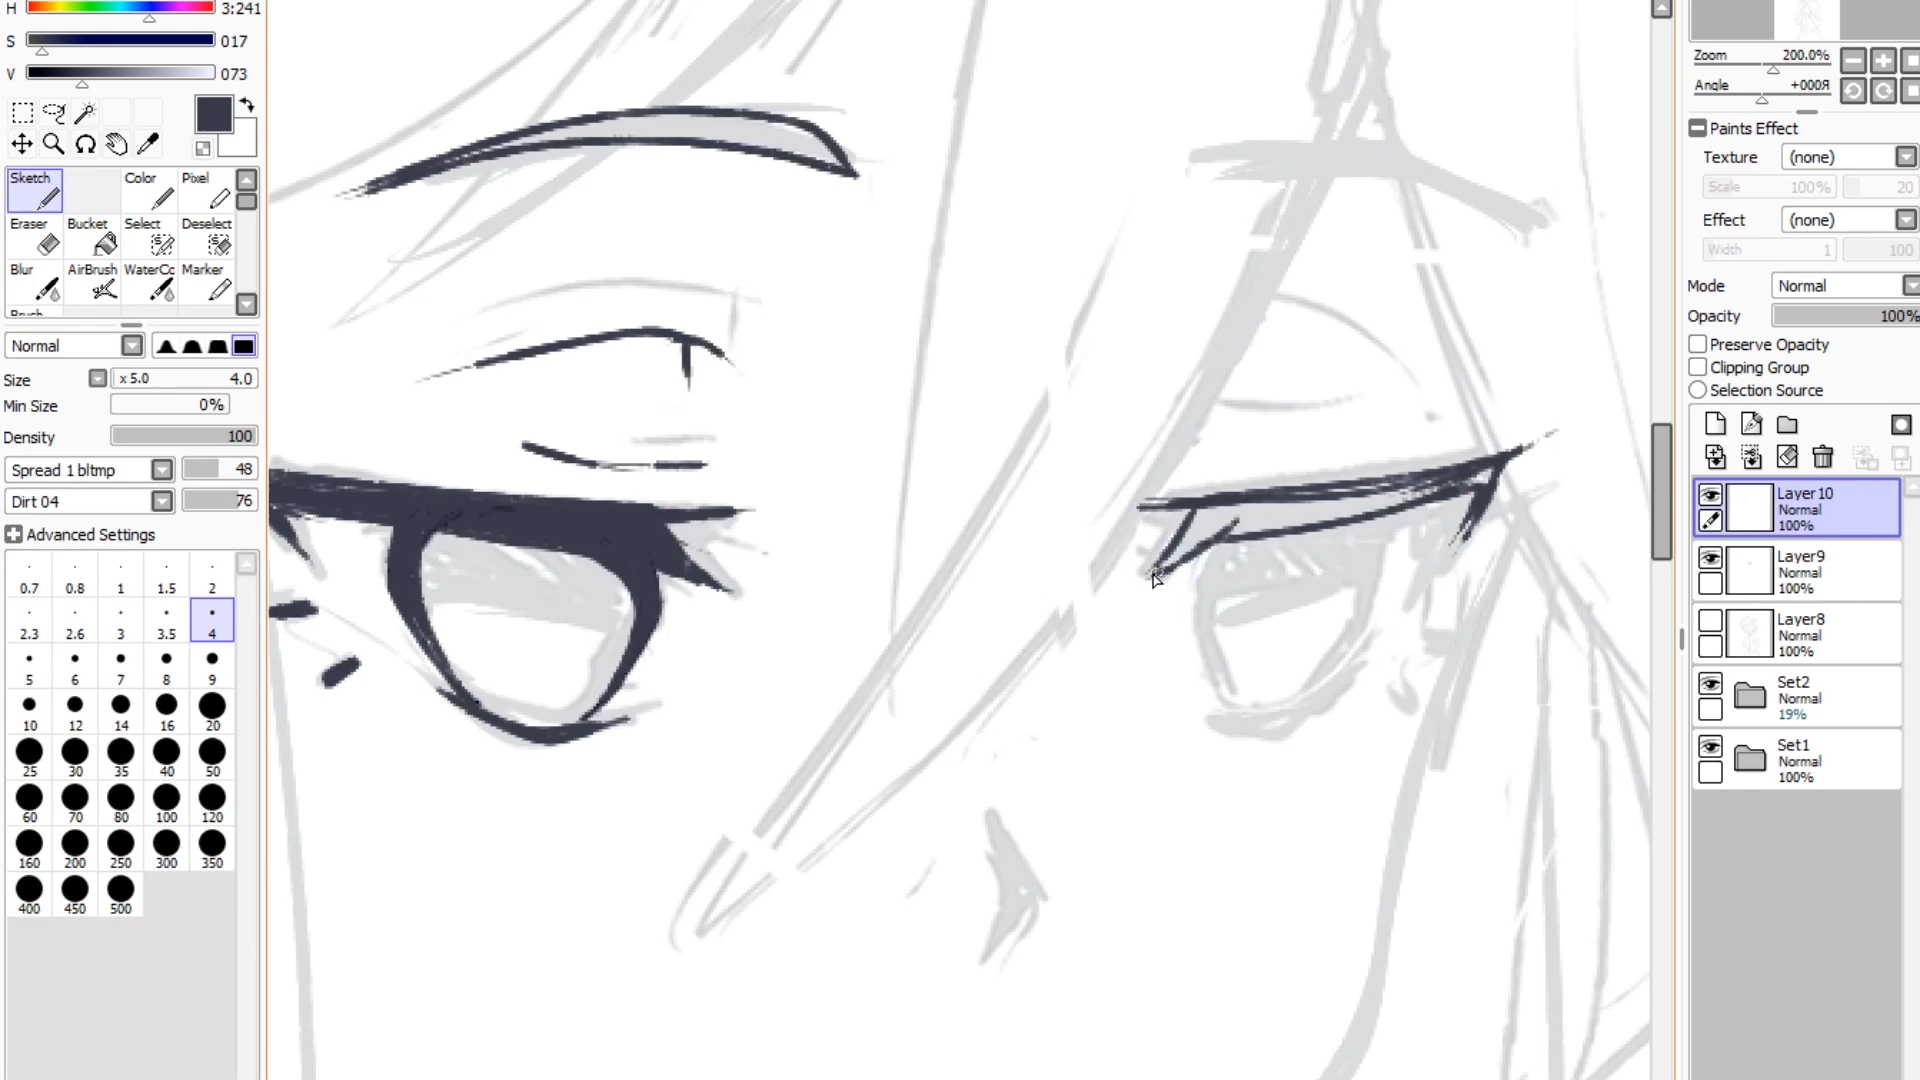 H 3:241
S 017
V 073
Sketch Color Pixel
Eraser Bucket Select Deselect
Blur AirBrush WaterCc Marker
Brush
Normal
Size x 5.0 4.0
Min Size 0%
Density 100
Spread 1 bltmp 48
Dirt 04 76
Advanced Settings
0.7 0.8 1 1.5 2
2.3 2.6 3 3.5 4
5 6 7 8 9
10 12 14 16 20
25 30 35 40 50
60 70 80 100 120
160 200 250 300 350
400 450 500
Zoom 200.0%
Angle +000Я
Paints Effect
Texture (none)
Scale 100% 20
Effect (none)
Width 1 100
Mode Normal
Opacity 100%
Preserve Opacity
Clipping Group
Selection Source
Layer10
Normal
100%
Layer9
Normal
100%
Layer8
Normal
100%
Set2
Normal
19%
Set1
Normal
100%